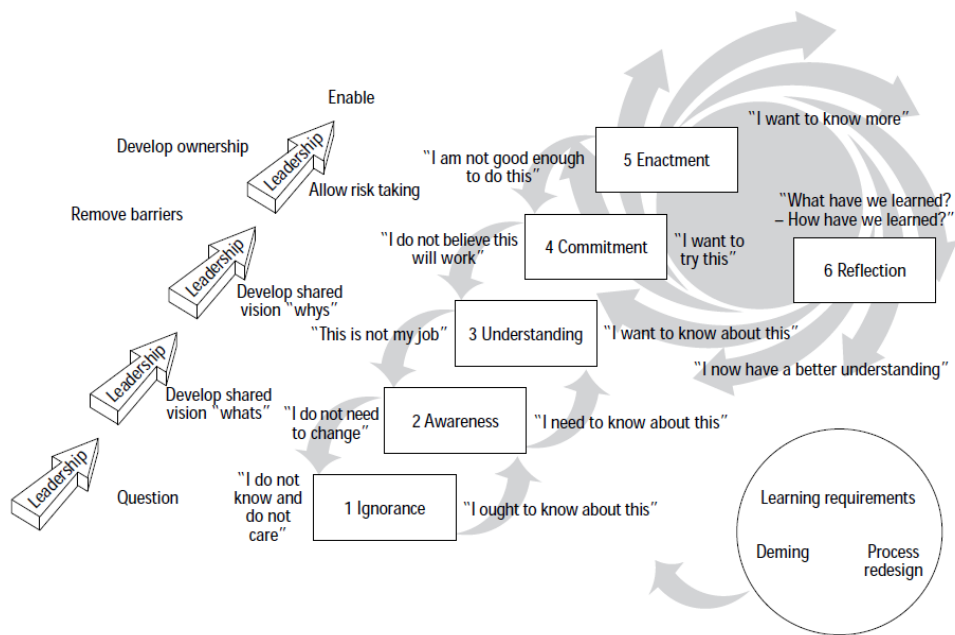 Enable
Develop ownership
Leadership
Allow risk taking
Remove barriers
Leadership
Develop shared
vision "whys"
Leadership
Develop shared
vision "whats"
Leadership
Question
"I want to know more"
5 Enactment
"I am not good enough
to do this"
"What have we learned?
– How have we learned?"
4 Commitment
"I do not believe this
will work"
"I want to
try this"
6 Reflection
3 Understanding
"This is not my job"
"I want to know about this"
"I now have a better understanding"
2 Awareness
"I do not need
to change"
"I need to know about this"
"I do not
know and
do not
care"
1 Ignorance
"I ought to know about this"
Learning requirements
Deming
Process
redesign